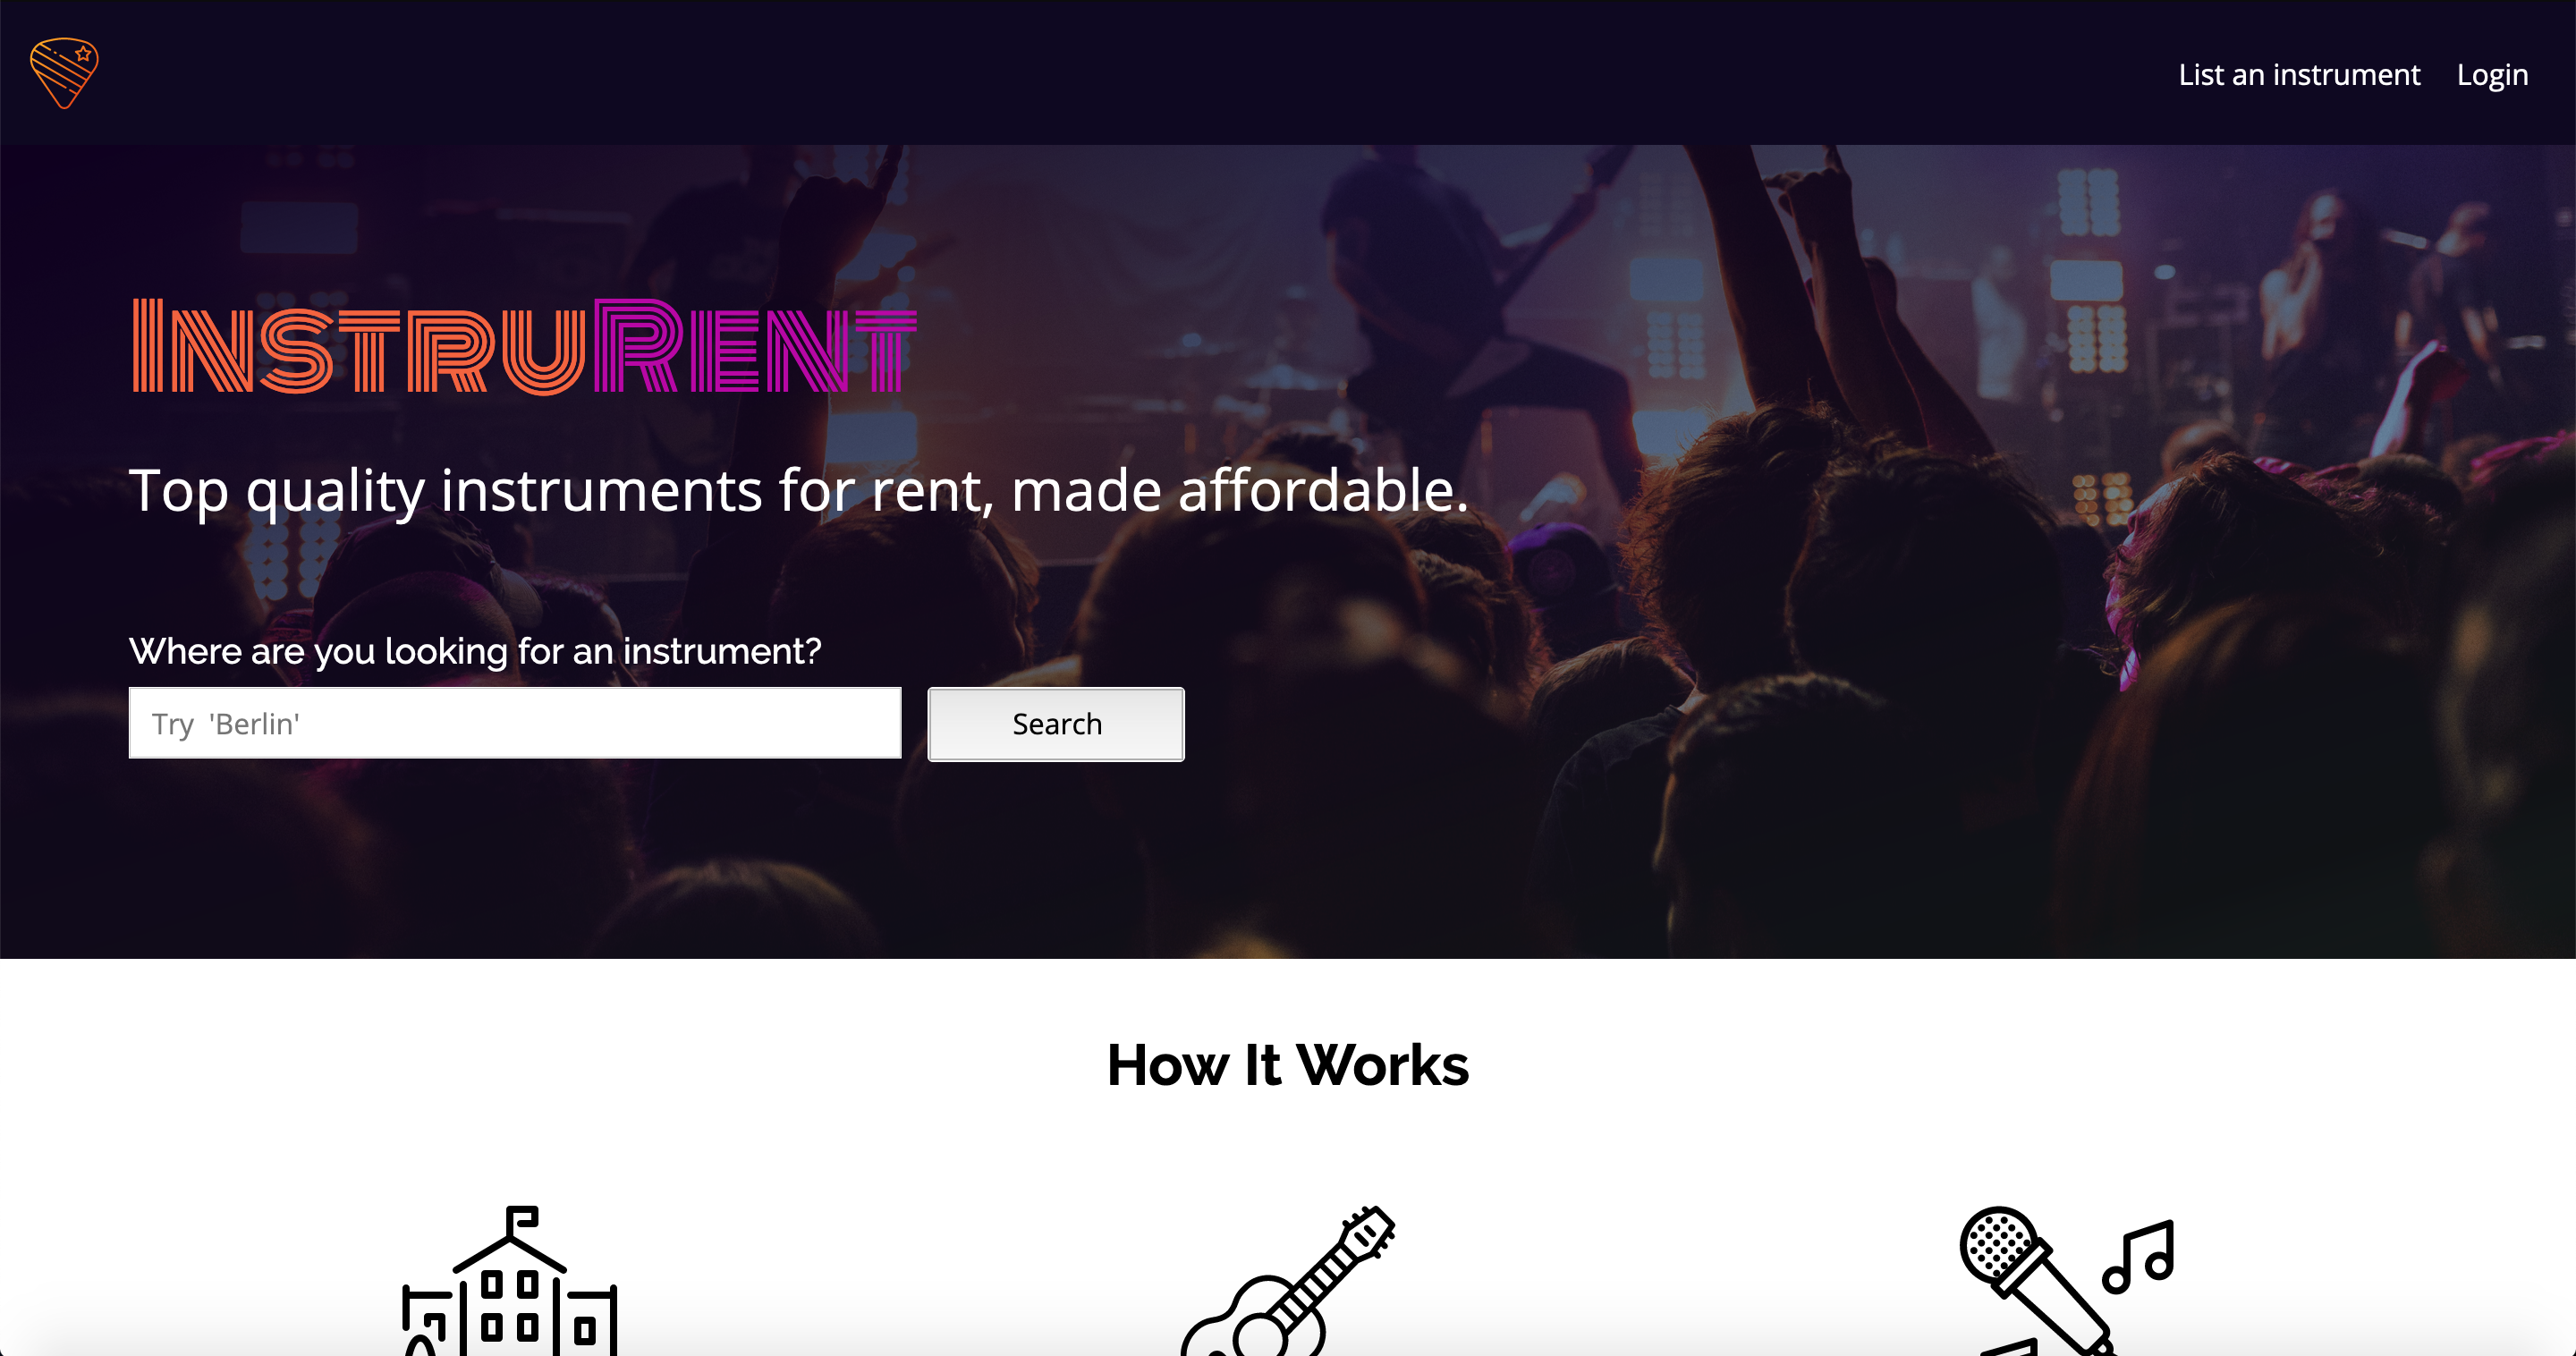 List an instrument Login
InstruRent
Top quality instruments for rent, made affordable.
Where are you looking for an instrument?
Try 'Berlin' Search
How It Works